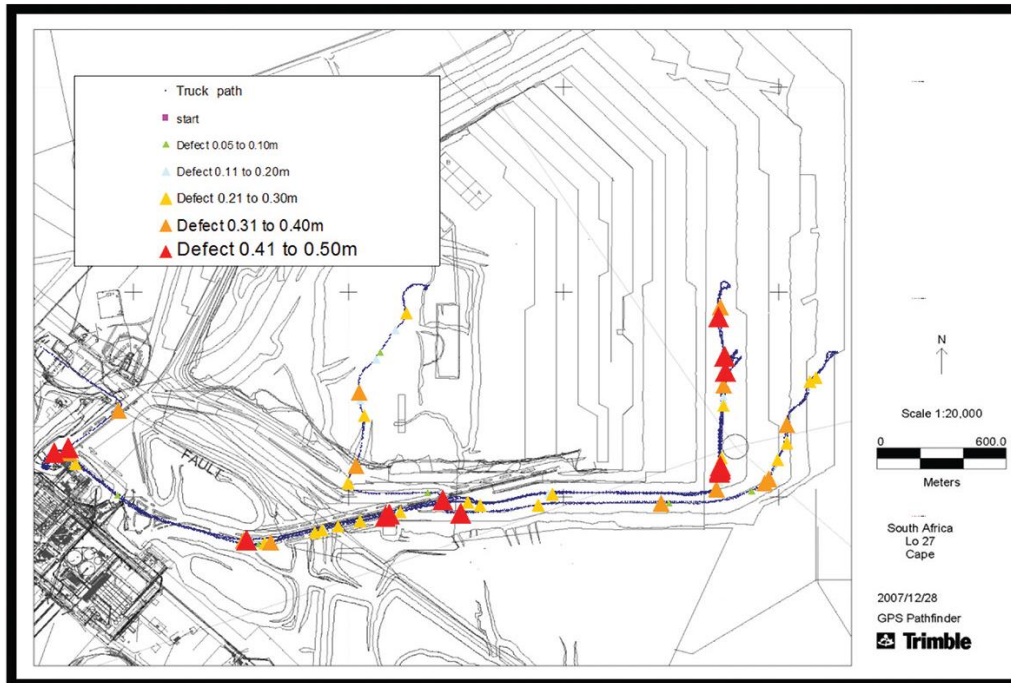 Truck path
start
Defect 0.05 to 0.10m
Defect 0.11 to 0.20m
Defect 0.21 to 0.30m
Defect 0.31 to 0.40m
Defect 0.41 to 0.50m
FAULT
N
Scale 1:20,000
0 600.0
Meters
South Africa
Lo 27
Cape
2007/12/28
GPS Pathfinder
Trimble